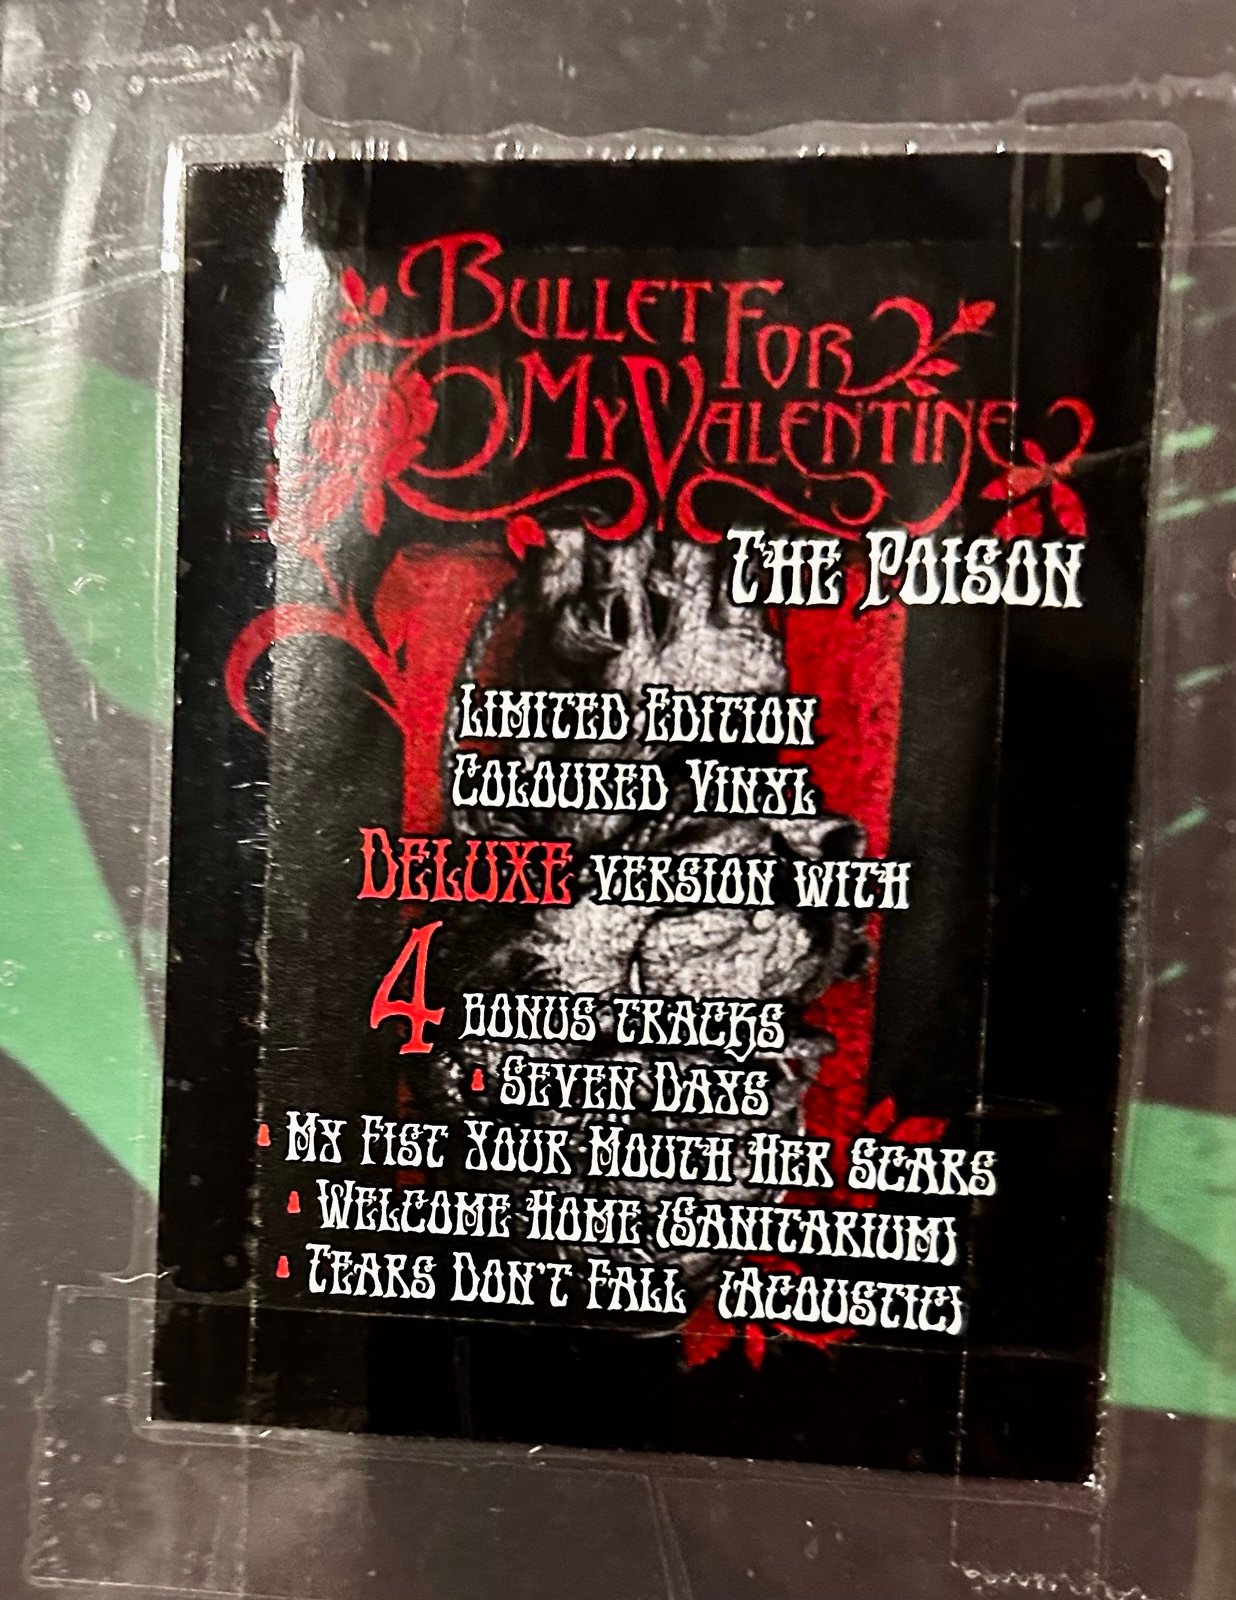 Bullet For
My Valentine
The Poison
Limited Edition
Coloured Vinyl
Deluxe version with
4 bonus tracks
Seven Days
My Fist Your Mouth Her Scars
Welcome Home (Sanitarium)
Tears Don't Fall (Acoustic)